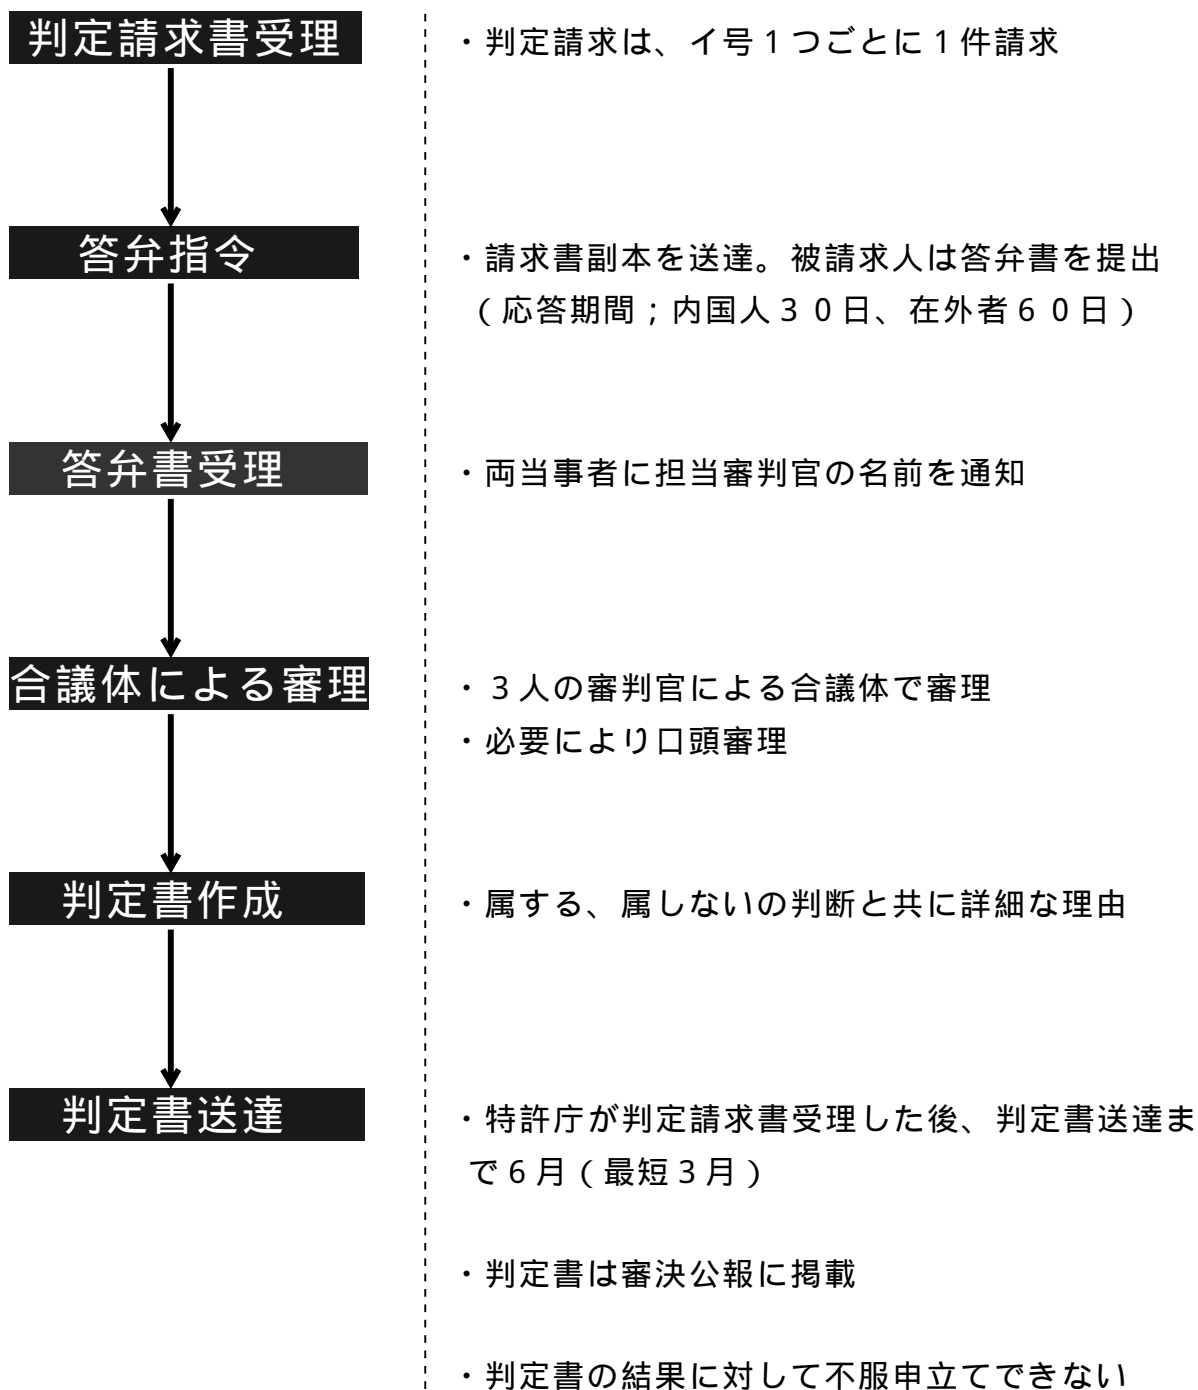 判定請求書受理
・判定請求は、イ号１つごとに１件請求
答弁指令
・請求書副本を送達。被請求人は答弁書を提出
（応答期間；内国人３０日、在外者６０日）
答弁書受理
・両当事者に担当審判官の名前を通知
合議体による審理
・３人の審判官による合議体で審理
・必要により口頭審理
判定書作成
・属する、属しないの判断と共に詳細な理由
判定書送達
・特許庁が判定請求書受理した後、判定書送達ま
で６月（最短３月）
・判定書は審決公報に掲載
・判定書の結果に対して不服申立てできない